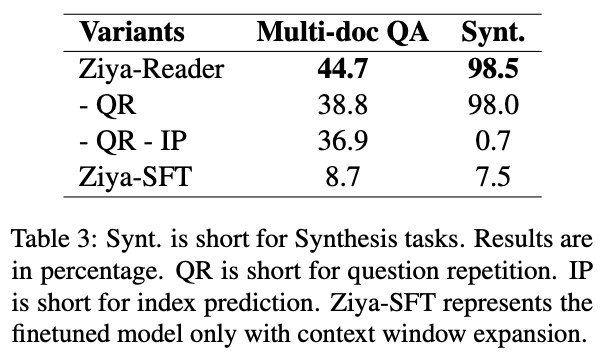 Variants Multi-doc QA Synt.
Ziya-Reader 44.7 98.5
- QR 38.8 98.0
- QR - IP 36.9 0.7
Ziya-SFT 8.7 7.5
Table 3: Synt. is short for Synthesis tasks. Results are
in percentage. QR is short for question repetition. IP
is short for index prediction. Ziya-SFT represents the
finetuned model only with context window expansion.